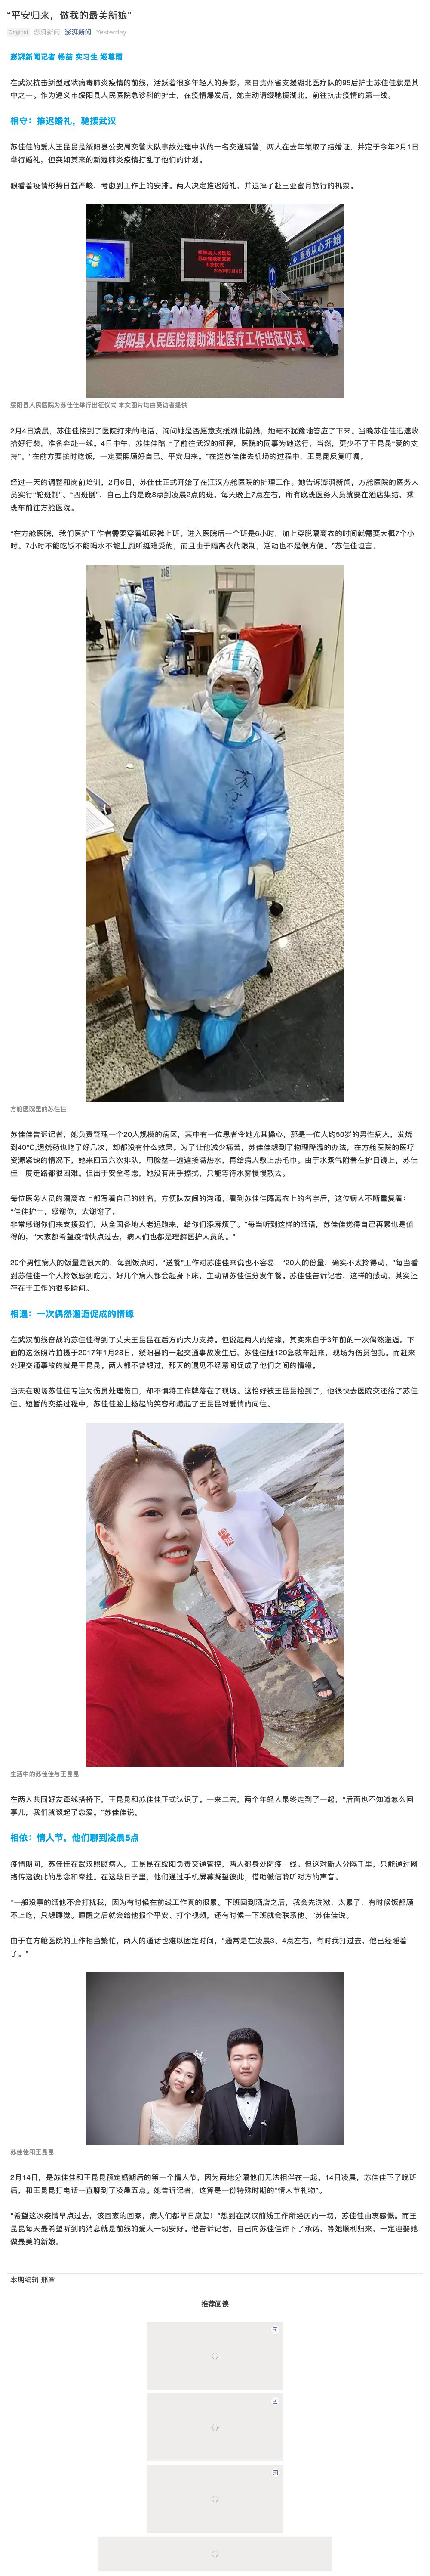 “平安归来，做我的最美新娘”
Original 澎湃新闻 澎湃新闻 Yesterday
澎湃新闻记者 杨喆 实习生 姬尊雨
在武汉抗击新型冠状病毒肺炎疫情的前线，活跃着很多年轻人的身影，来自贵州省支援湖北医疗队的95后护士苏佳佳就是其
中之一。作为遵义市绥阳县人民医院急诊科的护士，在疫情爆发后，她主动请缨驰援湖北，前往抗击疫情的第一线。
相守：推迟婚礼，驰援武汉
苏佳佳的爱人王昆昆是绥阳县公安局交警大队事故处理中队的一名交通辅警，两人在去年领取了结婚证，并定于今年2月1日
举行婚礼，但突如其来的新冠肺炎疫情打乱了他们的计划。
眼看着疫情形势日益严峻，考虑到工作上的安排。两人决定推迟婚礼，并退掉了赴三亚蜜月旅行的机票。
绥阳县人民医院
服务从心开始
绥阳县人民医院援助湖北医疗工作出征仪式
绥阳县人民医院为苏佳佳举行出征仪式 本文图片均由受访者提供
2月4日凌晨，苏佳佳接到了医院打来的电话，询问她是否愿意支援湖北前线，她毫不犹豫地答应了下来。当晚苏佳佳迅速收
拾好行装，准备奔赴一线。4日中午，苏佳佳踏上了前往武汉的征程，医院的同事为她送行，当然，更少不了王昆昆“爱的支
持”。“在前方要按时吃饭，一定要照顾好自己。平安归来。”在送苏佳佳去机场的过程中，王昆昆反复叮嘱。
经过一天的调整和岗前培训，2月6日，苏佳佳正式开始了在江汉方舱医院的护理工作。她告诉澎湃新闻，方舱医院的医务人
员实行“轮班制”、“四班倒”，自己上的是晚8点到凌晨2点的班。每天晚上7点左右，所有晚班医务人员就要在酒店集结，乘
班车前往方舱医院。
“在方舱医院，我们医护工作者需要穿着纸尿裤上班。进入医院后一个班是6小时，加上穿脱隔离衣的时间就需要大概7个小
时。7小时不能吃饭不能喝水不能上厕所挺难受的，而且由于隔离衣的限制，活动也不是很方便。”苏佳佳坦言。
方舱医院里的苏佳佳
苏佳佳告诉记者，她负责管理一个20人规模的病区，其中有一位患者令她尤其操心，那是一位大约50岁的男性病人，发烧
到40℃,退烧药也吃了好几次，却都没有什么效果。为了让他减少痛苦，苏佳佳想到了物理降温的办法，在方舱医院的医疗
资源紧缺的情况下，她来回五六次排队，用脸盆一遍遍接满热水，再给病人敷上热毛巾。由于水蒸气附着在护目镜上，苏佳
佳一度走路都很困难。但出于安全考虑，她没有用手擦拭，只能等待水雾慢慢散去。
每位医务人员的隔离衣上都写着自己的姓名，方便队友间的沟通。看到苏佳佳隔离衣上的名字后，这位病人不断重复着：
“佳佳护士，感谢你，太谢谢了。
非常感谢你们来支援我们，从全国各地大老远跑来，给你们添麻烦了。”每当听到这样的话语，苏佳佳觉得自己再累也是值
得的，“大家都希望疫情快点过去，病人们也都是理解医护人员的。”
20个男性病人的饭量是很大的，每到饭点时，“送餐”工作对苏佳佳来说也不容易，“20人的份量，确实不太拎得动。”每当看
到苏佳佳一个人拎饭感到吃力，好几个病人都会起身下床，主动帮苏佳佳分发午餐。苏佳佳告诉记者，这样的感动，其实还
存在于工作的很多瞬间。
相遇：一次偶然邂逅促成的情缘
在武汉前线奋战的苏佳佳得到了丈夫王昆昆在后方的大力支持。但说起两人的结缘，其实来自于3年前的一次偶然邂逅。下
面的这张照片拍摄于2017年1月28日，绥阳县的一起交通事故发生后，苏佳佳随120急救车赶来，现场为伤员包扎。而赶来
处理交通事故的就是王昆昆。两人都不曾想过，那天的遇见不经意间促成了他们之间的情缘。
当天在现场苏佳佳专注为伤员处理伤口，却不慎将工作牌落在了现场。这恰好被王昆昆捡到了，他很快去医院交还给了苏佳
佳。短暂的交接过程中，苏佳佳脸上扬起的笑容却燃起了王昆昆对爱情的向往。
生活中的苏佳佳与王昆昆
在两人共同好友牵线搭桥下，王昆昆和苏佳佳正式认识了。一来二去，两个年轻人最终走到了一起，“后面也不知道怎么回
事儿，我们就谈起了恋爱。”苏佳佳说。
相依：情人节，他们聊到凌晨5点
疫情期间，苏佳佳在武汉照顾病人，王昆昆在绥阳负责交通管控，两人都身处防疫一线。但这对新人分隔千里，只能通过网
络传递彼此的思念和牵挂。在这段日子里，他们通过手机屏幕凝望彼此，借助微信聆听对方的声音。
“一般没事的话他不会打扰我，因为有时候在前线工作真的很累。下班回到酒店之后，我会先洗漱，太累了，有时候饭都顾
不上吃，只想睡觉。睡醒之后就会给他报个平安、打个视频，还有时候一下班就会联系他。”苏佳佳说。
由于在方舱医院的工作相当繁忙，两人的通话也难以固定时间，“通常是在凌晨3、4点左右，有时我打过去，他已经睡着
了。”
苏佳佳和王昆昆
2月14日，是苏佳佳和王昆昆预定婚期后的第一个情人节，因为两地分隔他们无法相伴在一起。14日凌晨，苏佳佳下了晚班
后，和王昆昆打电话一直聊到了凌晨五点。她告诉记者，这算是一份特殊时期的“情人节礼物”。
“希望这次疫情早点过去，该回家的回家，病人们都早日康复！”想到在武汉前线工作所经历的一切，苏佳佳由衷感慨。而王
昆昆每天最希望听到的消息就是前线的爱人一切安好。他告诉记者，自己向苏佳佳许下了承诺，等她顺利归来，一定迎娶她
做最美的新娘。
本期编辑 邢潭
推荐阅读